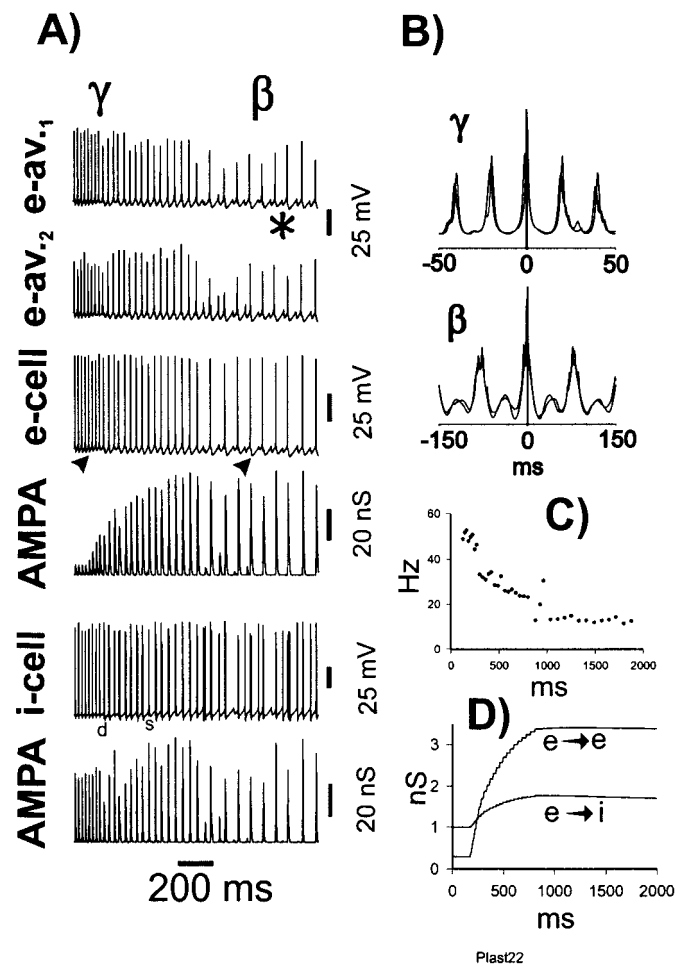 A)
γ
β
e-av.1
*
25 mV
e-av.2
e-cell
25 mV
AMPA
20 nS
i-cell
d
s
25 mV
AMPA
20 nS
200 ms
B)
γ
-50
0
50
β
-150
0
150
ms
C)
60
40
20
0
Hz
0
500
1000
1500
2000
ms
D)
3
2
1
0
nS
e→e
e→i
0
500
1000
1500
2000
ms
Plast22